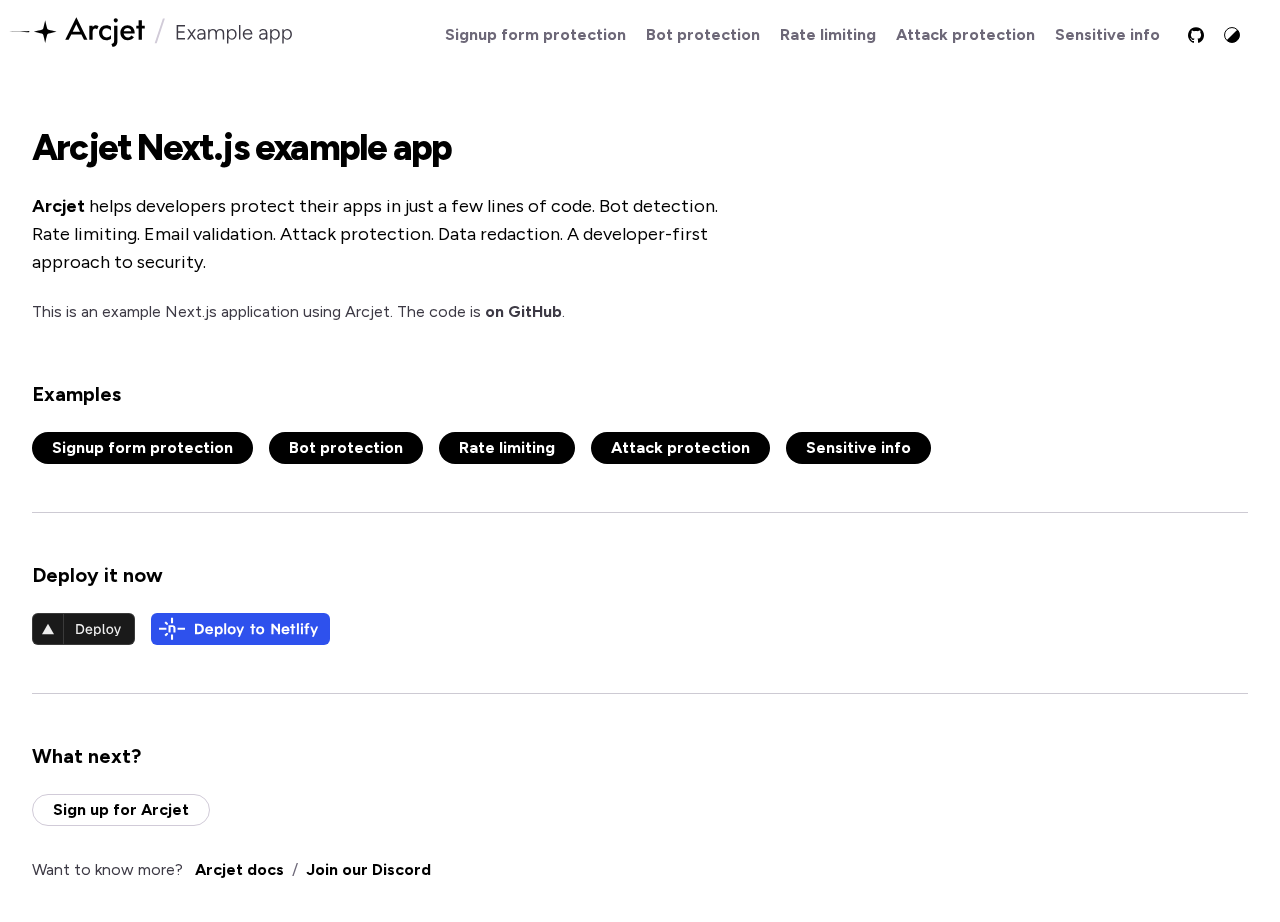 Arcjet / Example app
Signup form protection Bot protection Rate limiting Attack protection Sensitive info
Arcjet Next.js example app
Arcjet helps developers protect their apps in just a few lines of code. Bot detection.
Rate limiting. Email validation. Attack protection. Data redaction. A developer-first
approach to security.
This is an example Next.js application using Arcjet. The code is on GitHub.
Examples
Signup form protection Bot protection Rate limiting Attack protection Sensitive info
Deploy it now
Deploy Deploy to Netlify
What next?
Sign up for Arcjet
Want to know more? Arcjet docs / Join our Discord